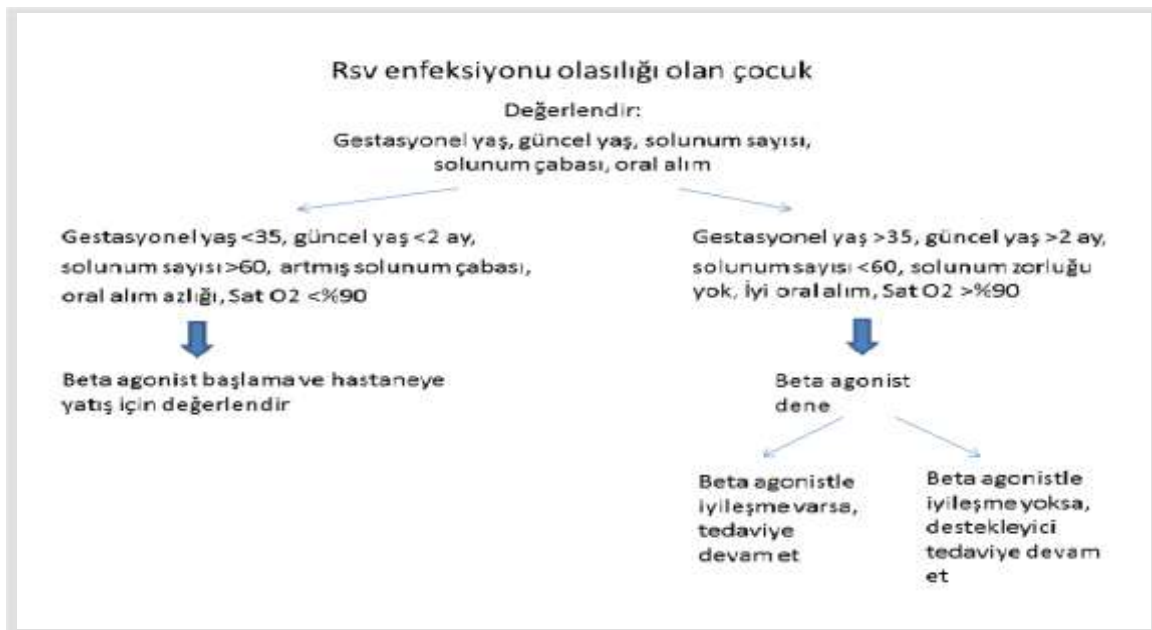 Rsv enfeksiyonu olasılığı olan çocuk
Değerlendir:
Gestasyonel yaş, güncel yaş, solunum sayısı,
solunum çabası, oral alım
Gestasyonel yaş <35, güncel yaş <2 ay,
solunum sayısı >60, artmış solunum çabası,
oral alım azlığı, Sat O2 <%90
Beta agonist başlama ve hastaneye
yatış için değerlendir
Gestasyonel yaş >35, güncel yaş >2 ay,
solunum sayısı <60, solunum zorluğu
yok, İyi oral alım, Sat O2 >%90
Beta agonist
dene
Beta agonistle
iyileşme varsa,
tedaviye
devam et
Beta agonistle
iyileşme yoksa,
destekleyici
tedaviye devam
et